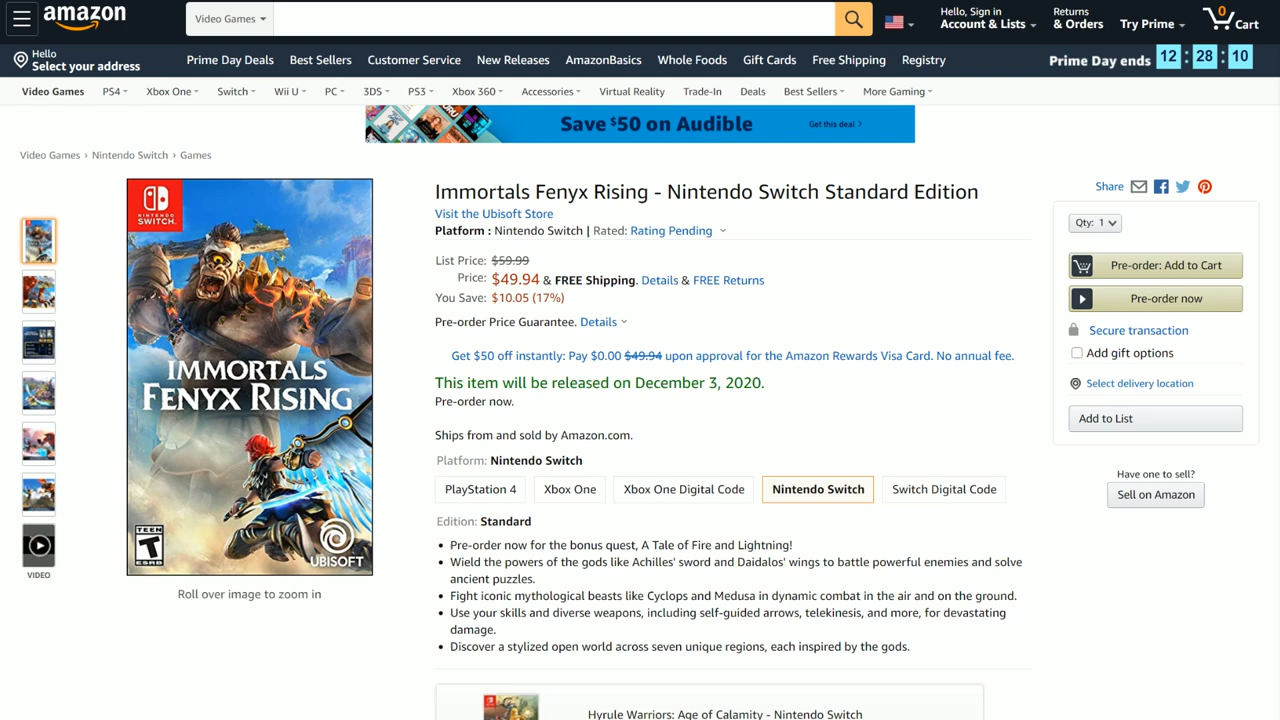 amazon
Video Games
Hello, Sign in
Account & Lists
Returns
& Orders
Try Prime
0
Cart
Hello
Select your address
Prime Day Deals
Best Sellers
Customer Service
New Releases
AmazonBasics
Whole Foods
Gift Cards
Free Shipping
Registry
Prime Day ends 12 : 28 : 10
Video Games
PS4
Xbox One
Switch
Wii U
PC
3DS
PS3
Xbox 360
Accessories
Virtual Reality
Trade-In
Deals
Best Sellers
More Gaming
Save $50 on Audible
Get this deal >
Video Games › Nintendo Switch › Games
NINTENDO
SWITCH.
IMMORTALS
FENYX RISING
TEEN
T
ESRB
UBISOFT
VIDEO
Roll over image to zoom in
Immortals Fenyx Rising - Nintendo Switch Standard Edition
Visit the Ubisoft Store
Platform : Nintendo Switch | Rated: Rating Pending
List Price: $59.99
Price: $49.94 & FREE Shipping. Details & FREE Returns
You Save: $10.05 (17%)
Pre-order Price Guarantee. Details
Get $50 off instantly: Pay $0.00 $49.94 upon approval for the Amazon Rewards Visa Card. No annual fee.
This item will be released on December 3, 2020.
Pre-order now.
Ships from and sold by Amazon.com.
Platform: Nintendo Switch
PlayStation 4
Xbox One
Xbox One Digital Code
Nintendo Switch
Switch Digital Code
Edition: Standard
• Pre-order now for the bonus quest, A Tale of Fire and Lightning!
• Wield the powers of the gods like Achilles' sword and Daidalos' wings to battle powerful enemies and solve
ancient puzzles.
• Fight iconic mythological beasts like Cyclops and Medusa in dynamic combat in the air and on the ground.
• Use your skills and diverse weapons, including self-guided arrows, telekinesis, and more, for devastating
damage.
• Discover a stylized open world across seven unique regions, each inspired by the gods.
Hyrule Warriors: Age of Calamity - Nintendo Switch
Share
Qty: 1
Pre-order: Add to Cart
Pre-order now
Secure transaction
Add gift options
Select delivery location
Add to List
Have one to sell?
Sell on Amazon